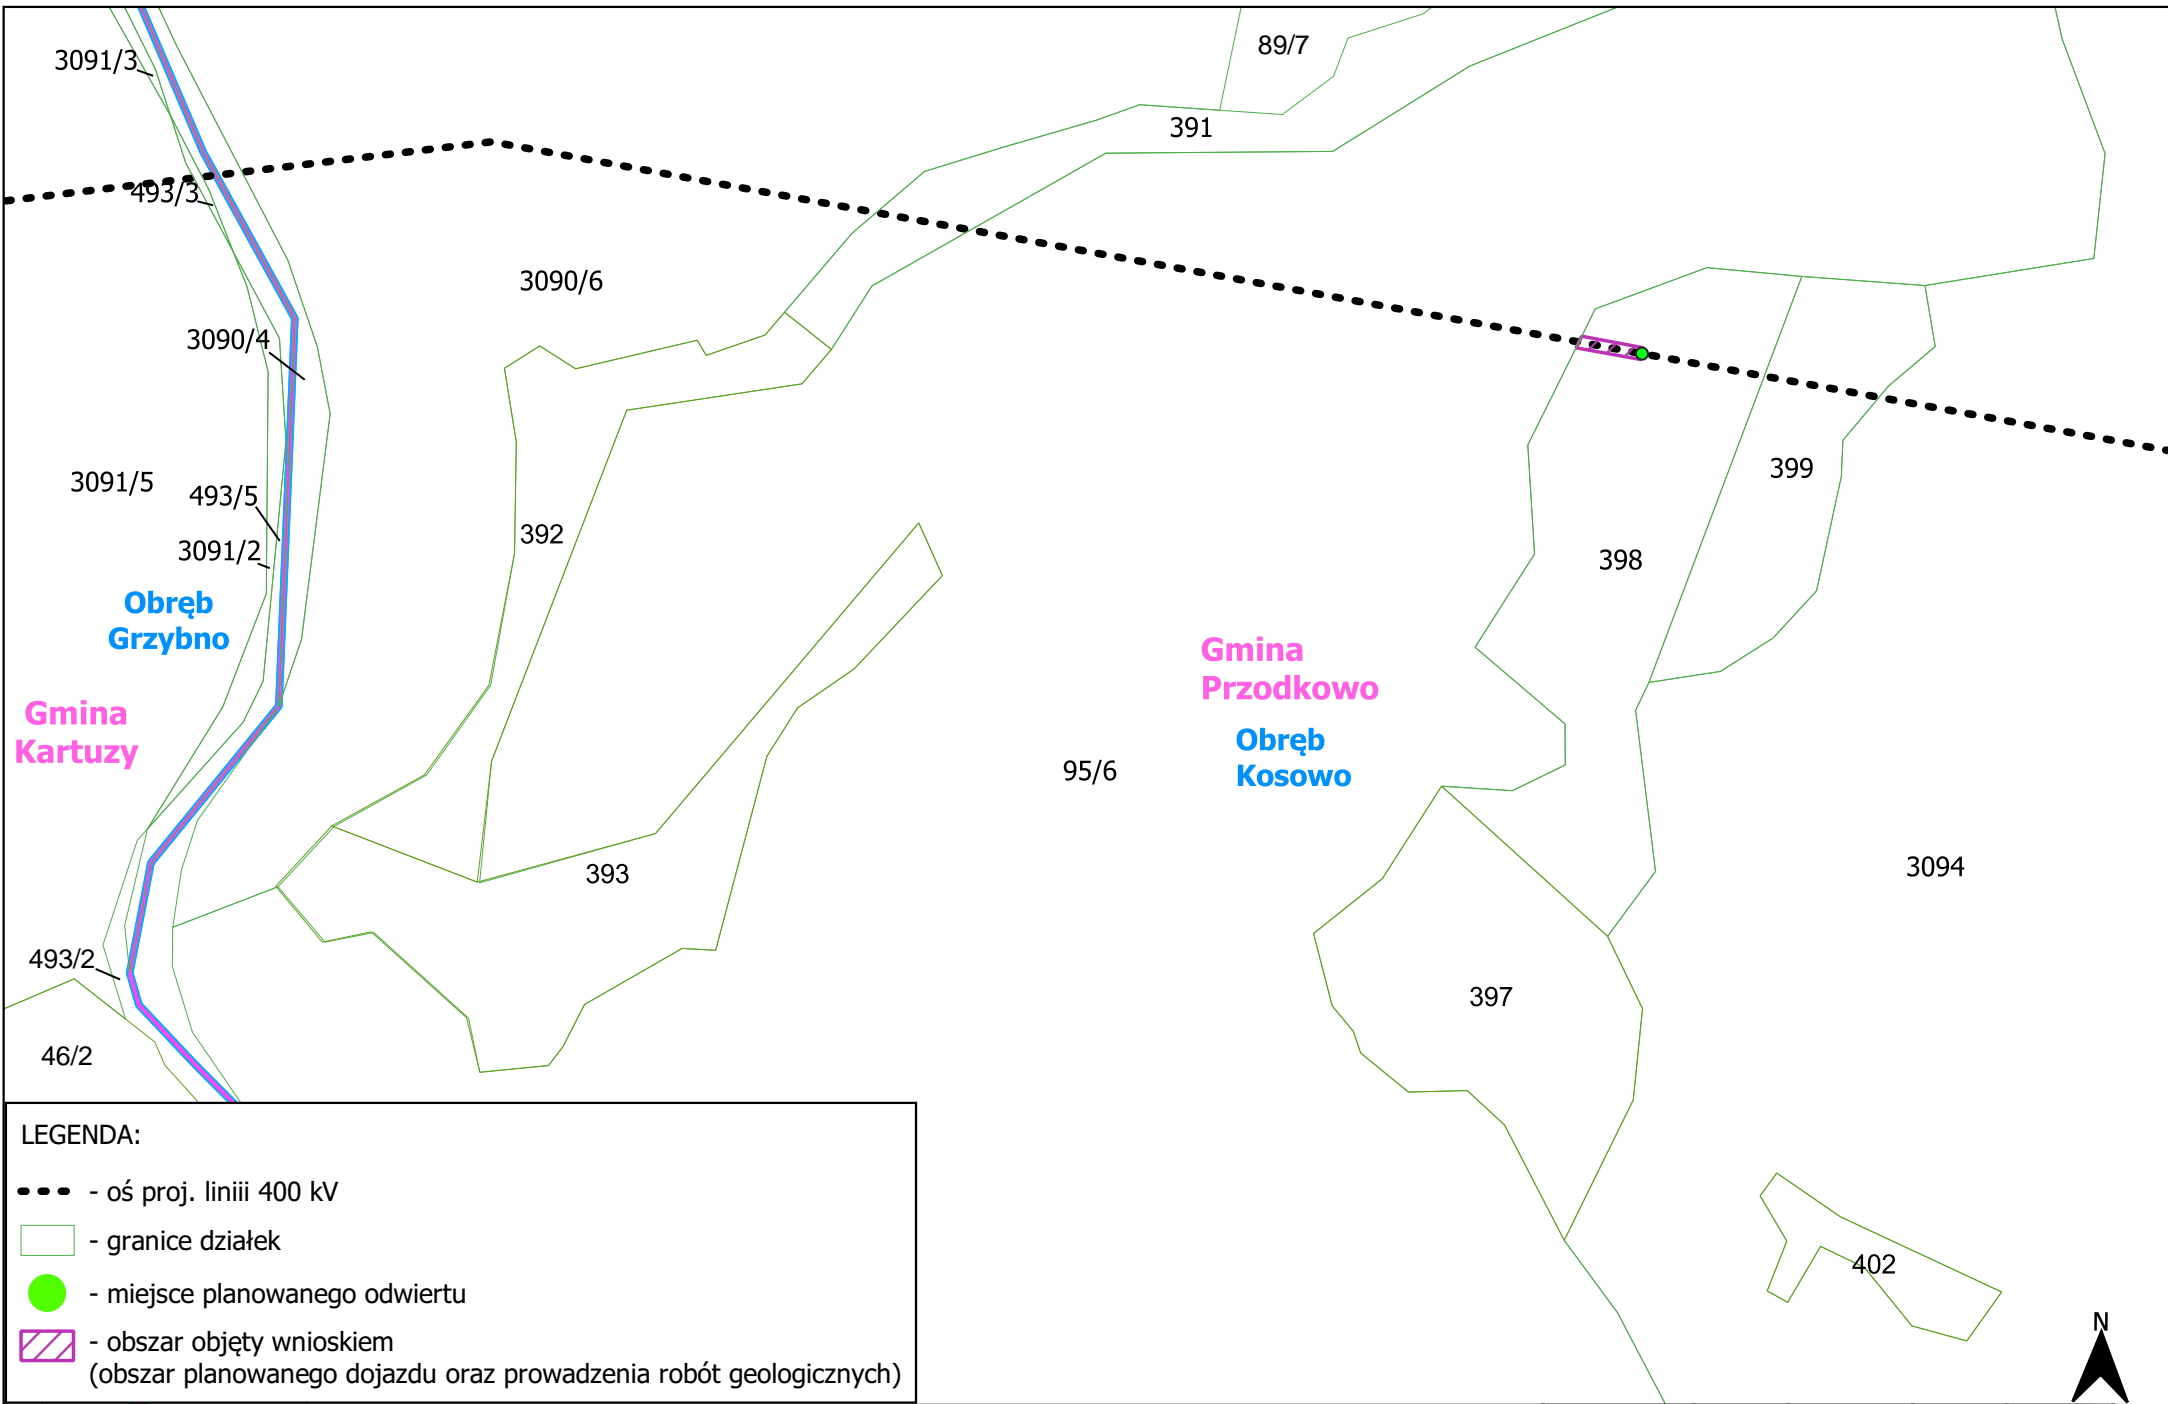 89/7
3091/3
391
493/3
3090/6
3090/4
399
3091/5
493/5
392
3091/2
398
Obręb
Grzybno
Gmina
Przodkowo
Gmina
Kartuzy
Obręb
Kosowo
95/6
393
3094
493/2
397
46/2
LEGENDA:
- oś proj. liniii 400 kV
- granice działek
- miejsce planowanego odwiertu
- obszar objęty wnioskiem
(obszar planowanego dojazdu oraz prowadzenia robót geologicznych)
402
N